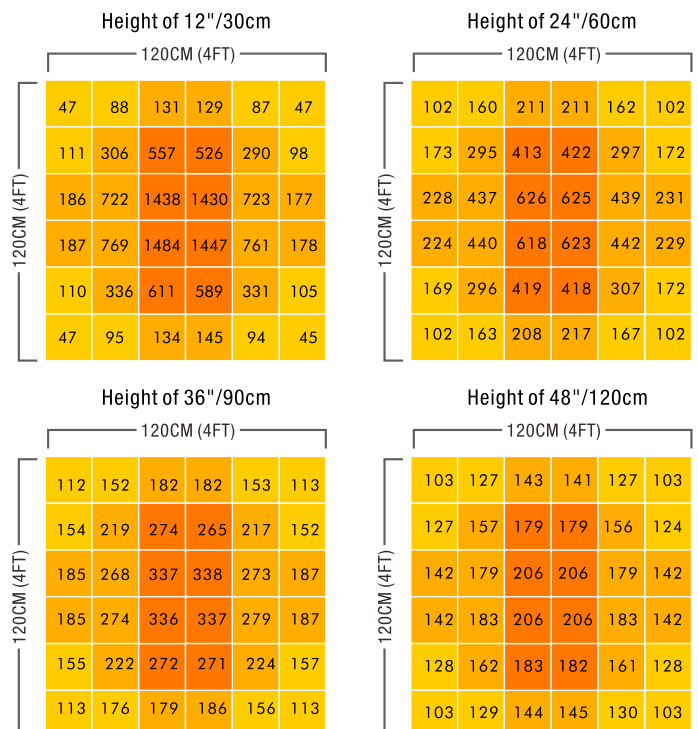 Height of 12"/30cm
120CM (4FT)
120CM (4FT)
47 88 131 129 87 47
111 306 557 526 290 98
186 722 1438 1430 723 177
187 769 1484 1447 761 178
110 336 611 589 331 105
47 95 134 145 94 45
Height of 24"/60cm
120CM (4FT)
120CM (4FT)
102 160 211 211 162 102
173 295 413 422 297 172
228 437 626 625 439 231
224 440 618 623 442 229
169 296 419 418 307 172
102 163 208 217 167 102
Height of 36"/90cm
120CM (4FT)
120CM (4FT)
112 152 182 182 153 113
154 219 274 265 217 152
185 268 337 338 273 187
185 274 336 337 279 187
155 222 272 271 224 157
113 176 179 186 156 113
Height of 48"/120cm
120CM (4FT)
120CM (4FT)
103 127 143 141 127 103
127 157 179 179 156 124
142 179 206 206 179 142
142 183 206 206 183 142
128 162 183 182 161 128
103 129 144 145 130 103